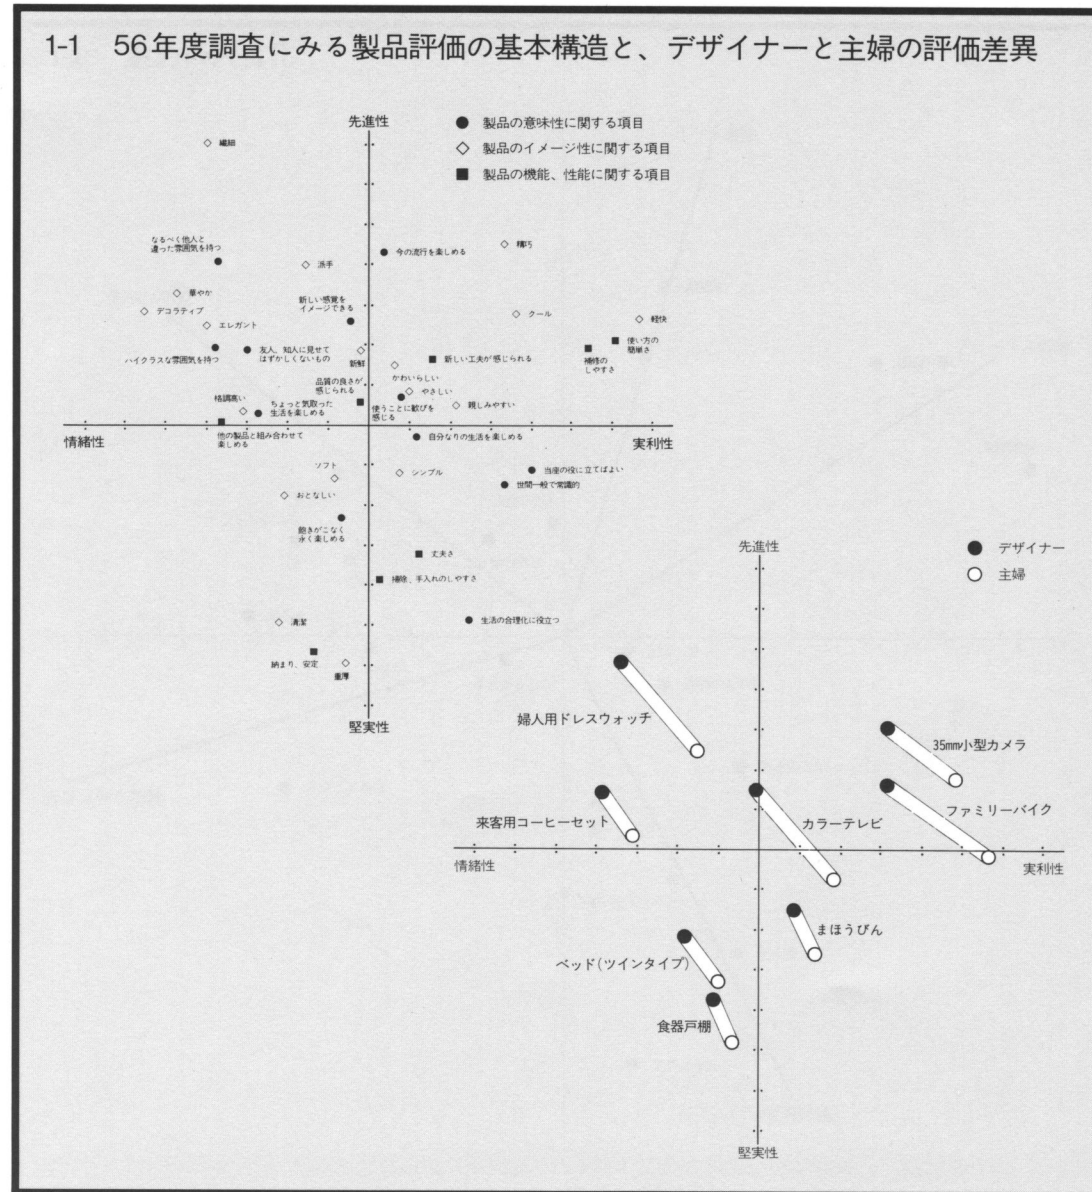 1-1 56年度調査にみる製品評価の基本構造と、デザイナーと主婦の評価差異
先進性
● 製品の意味性に関する項目
◇ 製品のイメージ性に関する項目
■ 製品の機能、性能に関する項目
繊細
なるべく他人と
違った雰囲気を持つ
派手
今の流行を楽しめる
精巧
華やか
デコラティブ
新しい感覚を
イメージできる
エレガント
クール
軽快
ハイクラスな雰囲気を持つ
友人、知人に見せて
はずかしくないもの
新鮮
新しい工夫が感じられる
補修の
しやすさ
使い方の
簡単さ
かわいらしい
品質の良さが
感じられる
やさしい
使うことに歓びを
感じる
親しみやすい
格調高い
ちょっと気取った
生活を楽しめる
他の製品と組み合わせて
楽しめる
情緒性
実利性
自分なりの生活を楽しめる
ソフト
シンプル
当座の役に立てばよい
世間一般で常識的
おとなしい
飽きがこなく
永く楽しめる
丈夫さ
掃除、手入れのしやすさ
清潔
生活の合理化に役立つ
納まり、安定
重厚
堅実性
先進性
● デザイナー
○ 主婦
婦人用ドレスウォッチ
35mm小型カメラ
来客用コーヒーセット
カラーテレビ
ファミリーバイク
情緒性
実利性
まほうびん
ベッド(ツインタイプ)
食器戸棚
堅実性